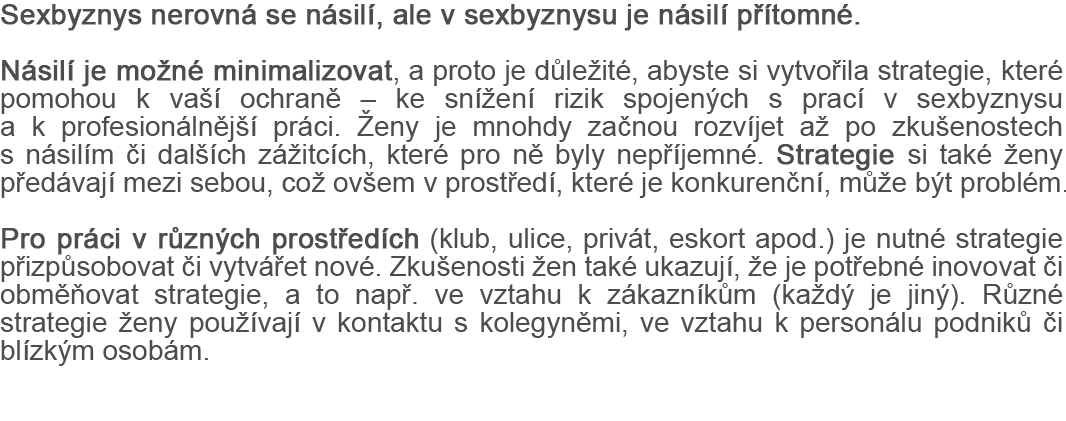 Sexbyznys nerovná se násilí, ale v sexbyznysu je násilí přítomné.
Násilí je možné minimalizovat, a proto je důležité, abyste si vytvořila strategie, které
pomohou k vaší ochraně – ke snížení rizik spojených s prací v sexbyznysu
a k profesionálnější práci. Ženy je mnohdy začnou rozvíjet až po zkušenostech
s násilím či dalších zážitcích, které pro ně byly nepříjemné. Strategie si také ženy
předávají mezi sebou, což ovšem v prostředí, které je konkurenční, může být problém.
Pro práci v různých prostředích (klub, ulice, privát, eskort apod.) je nutné strategie
přizpůsobovat či vytvářet nové. Zkušenosti žen také ukazují, že je potřebné inovovat či
obměňovat strategie, a to např. ve vztahu k zákazníkům (každý je jiný). Různé
strategie ženy používají v kontaktu s kolegyněmi, ve vztahu k personálu podniků či
blízkým osobám.